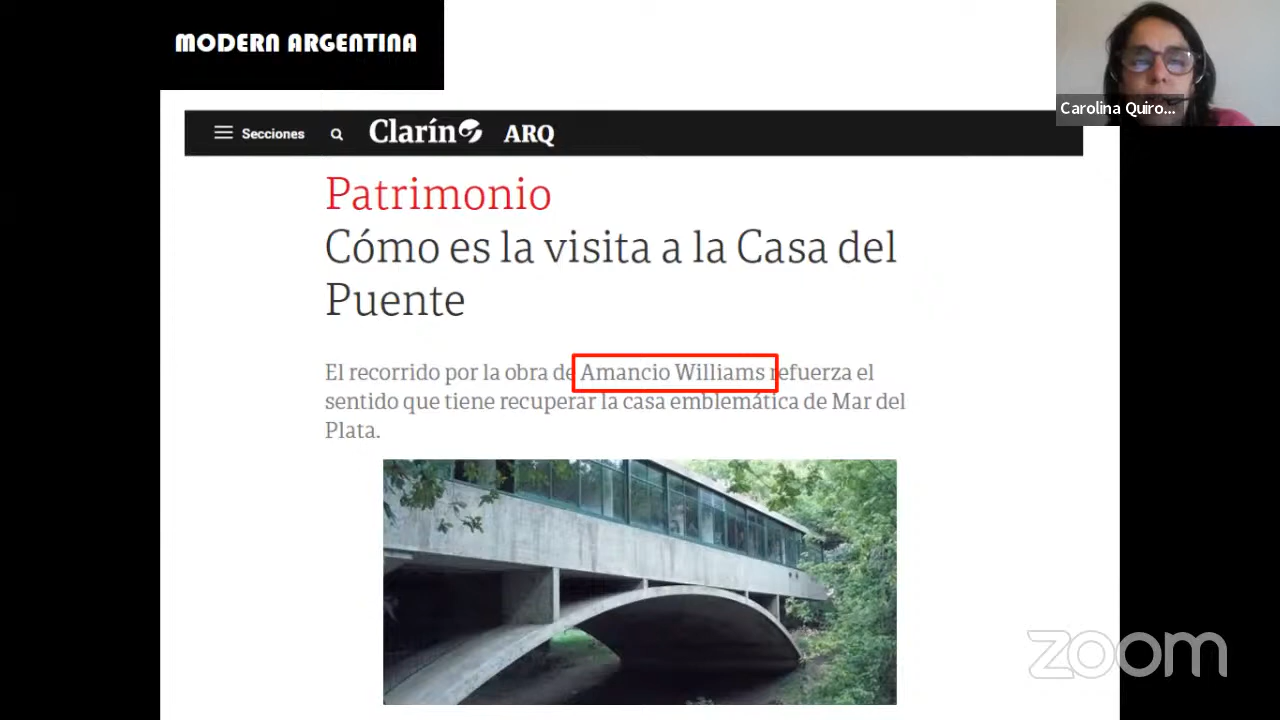 MODERN ARGENTINA
Carolina Quiro...
Secciones
Clarín ARQ
Patrimonio
Cómo es la visita a la Casa del
Puente
El recorrido por la obra de Amancio Williams refuerza el
sentido que tiene recuperar la casa emblemática de Mar del
Plata.
zoom